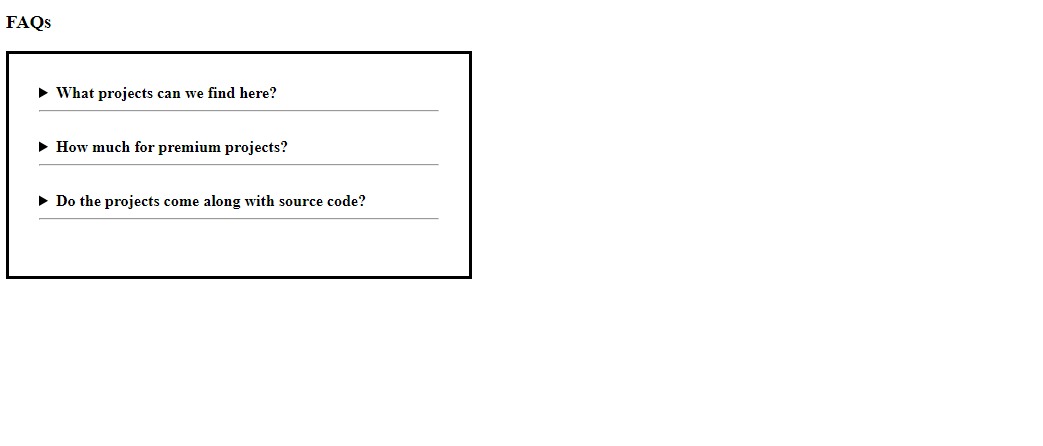 FAQs
What projects can we find here?
How much for premium projects?
Do the projects come along with source code?